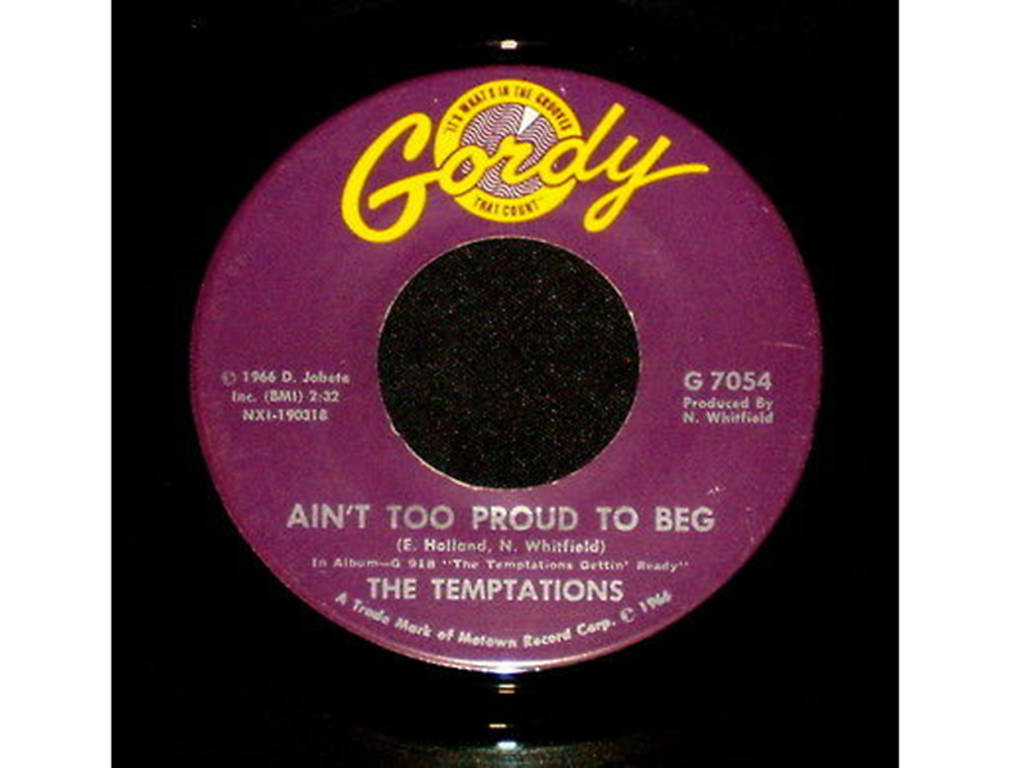 "IT'S WHAT'S IN THE GROOVES
Gordy
THAT COUNT"
© 1966 D. Jobete
Inc. (BMI) 2:32
NXI-190318
G 7054
Produced By
N. Whitfield
AIN'T TOO PROUD TO BEG
(E. Holland, N. Whitfield)
In Album—G 918 "The Temptations Gettin' Ready"
THE TEMPTATIONS
A Trade Mark of Motown Record Corp. © 1966